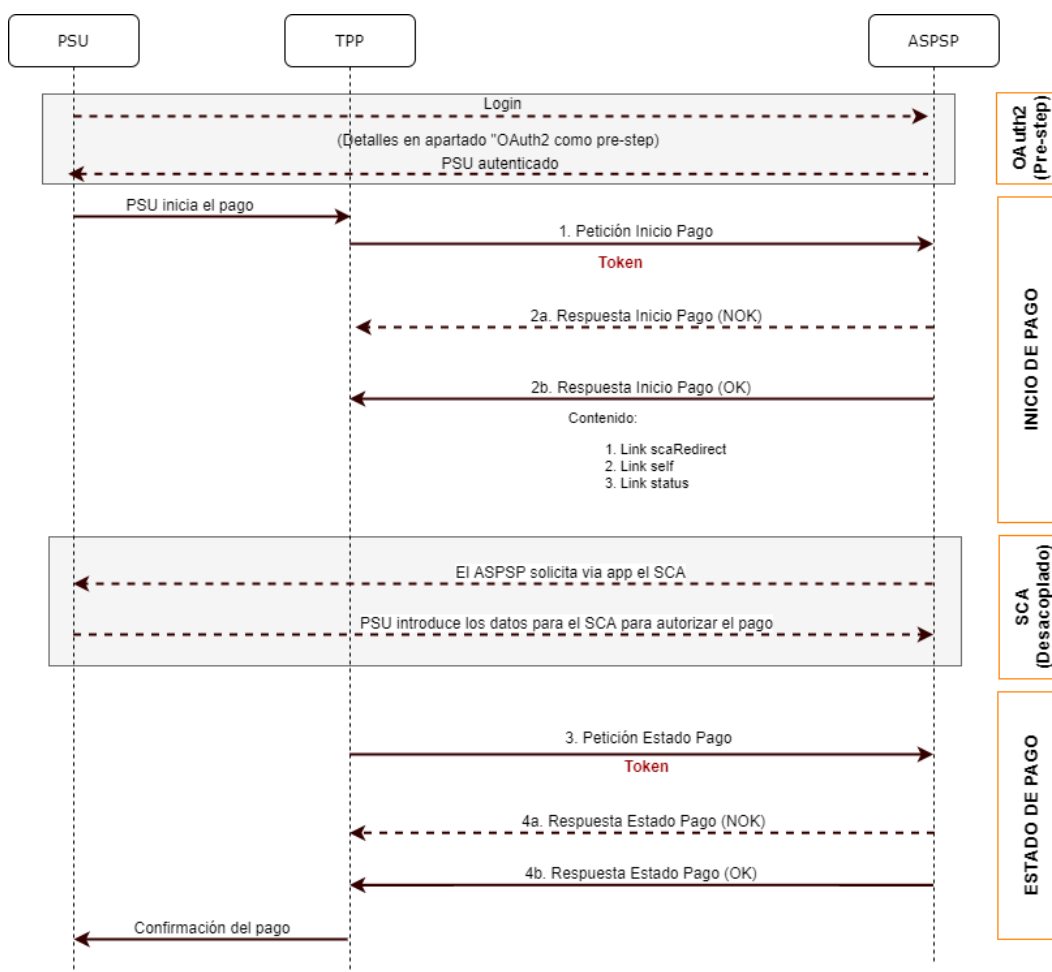 PSU
TPP
ASPSP
Login
(Detalles en apartado "OAuth2 como pre-step)
PSU autenticado
OAuth2
(Pre-step)
PSU inicia el pago
1. Petición Inicio Pago
Token
2a. Respuesta Inicio Pago (NOK)
2b. Respuesta Inicio Pago (OK)
Contenido:
1. Link scaRedirect
2. Link self
3. Link status
INICIO DE PAGO
El ASPSP solicita via app el SCA
PSU introduce los datos para el SCA para autorizar el pago
SCA
(Desacoplado)
3. Petición Estado Pago
Token
4a. Respuesta Estado Pago (NOK)
4b. Respuesta Estado Pago (OK)
Confirmación del pago
ESTADO DE PAGO